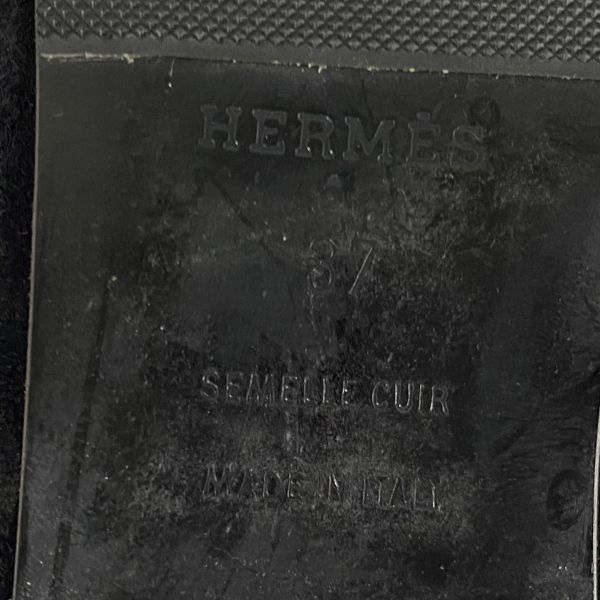 HERMÈS
37
SEMELLE CUIR
MADE IN ITALY